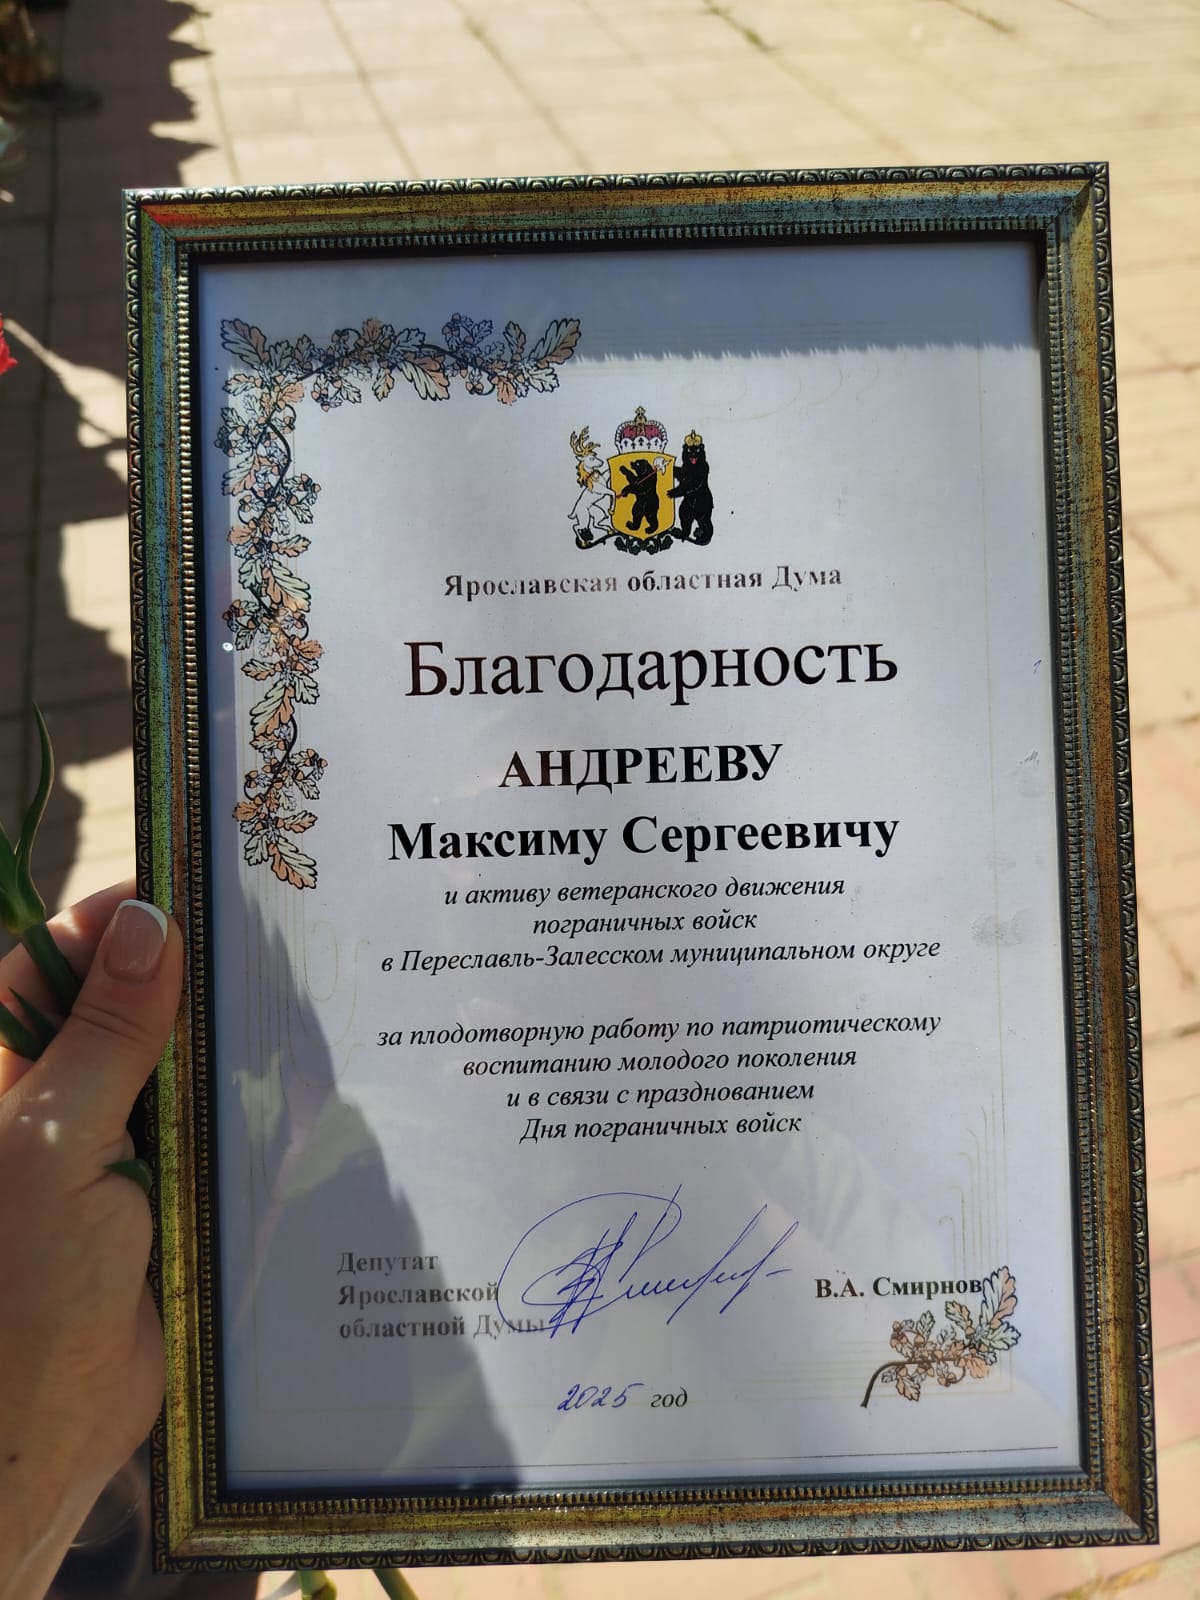 Ярославская областная Дума
Благодарность
АНДРЕЕВУ
Максиму Сергеевичу
и активу ветеранского движения
пограничных войск
в Переславль-Залесском муниципальном округе
за плодотворную работу по патриотическому
воспитанию молодого поколения
и в связи с празднованием
Дня пограничных войск
Депутат
Ярославской
областной Думы
В.А. Смирнов
2025 год